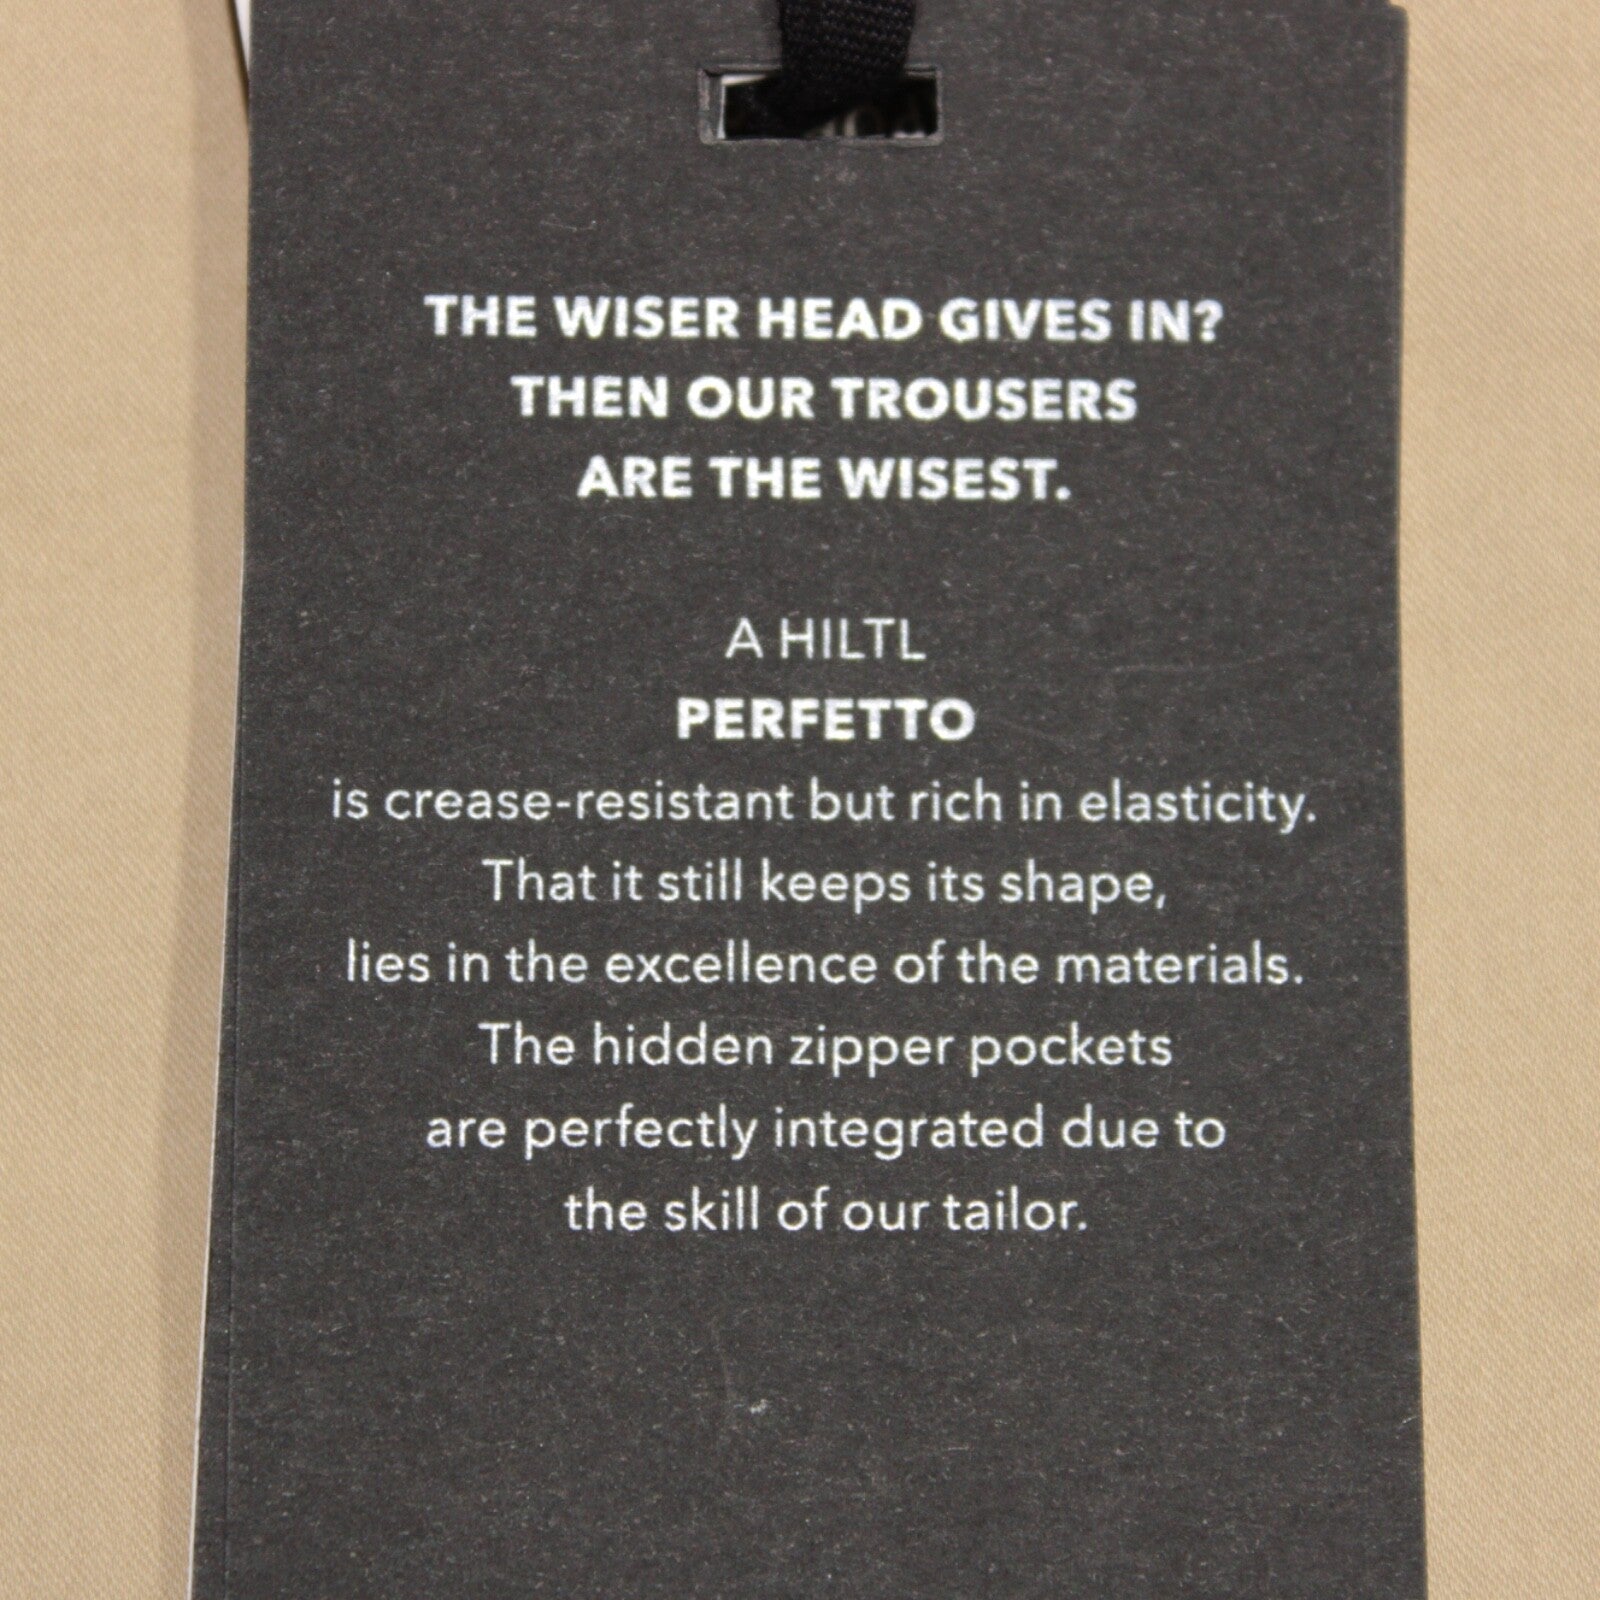 THE WISER HEAD GIVES IN?
THEN OUR TROUSERS
ARE THE WISEST.
A HILTL
PERFETTO
is crease-resistant but rich in elasticity.
That it still keeps its shape,
lies in the excellence of the materials.
The hidden zipper pockets
are perfectly integrated due to
the skill of our tailor.